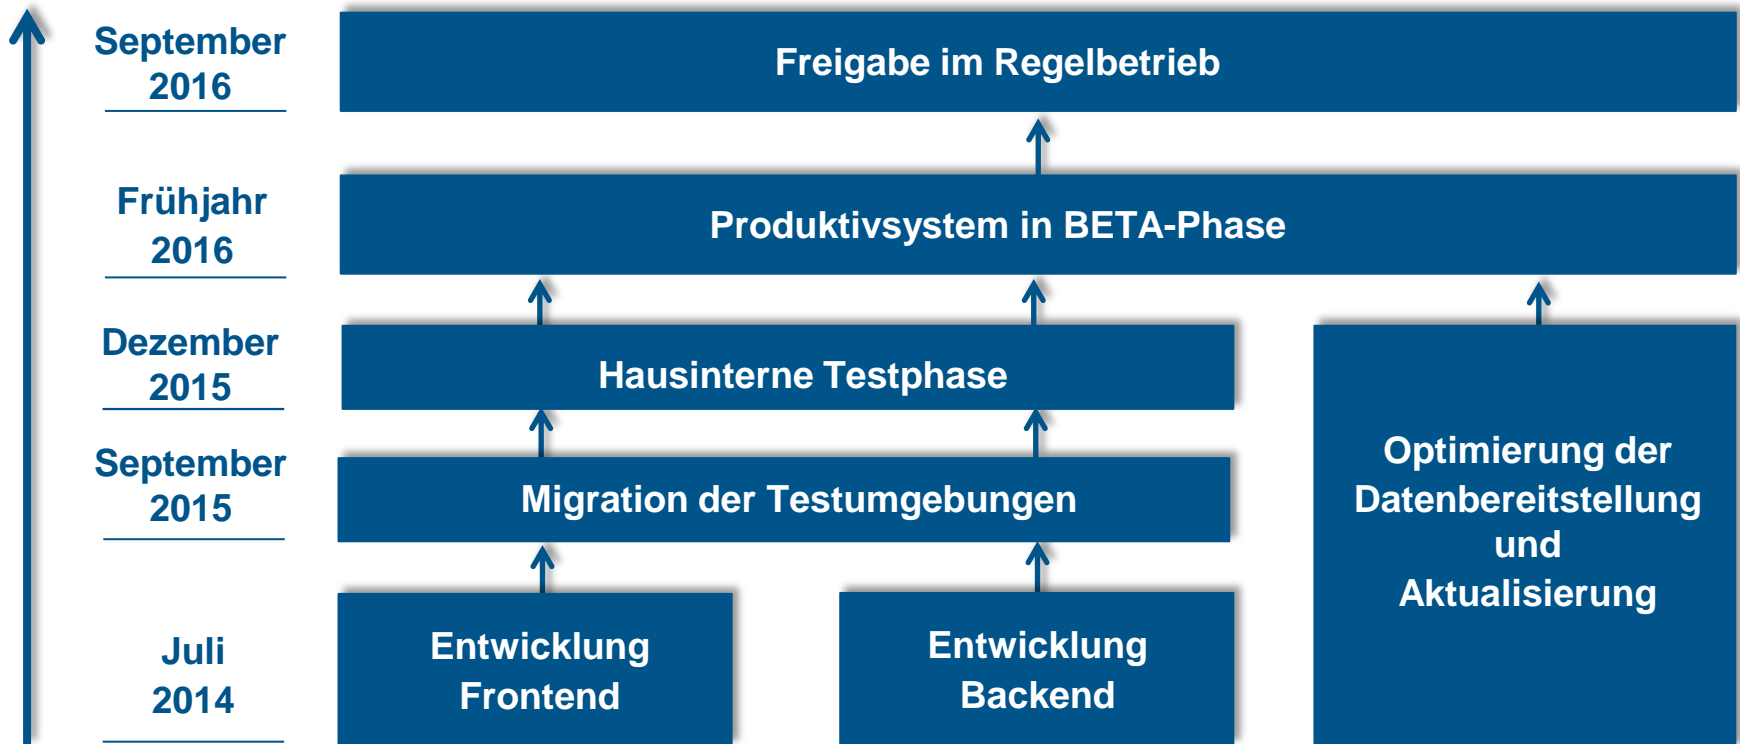 September
2016
Freigabe im Regelbetrieb
Frühjahr
2016
Produktivsystem in BETA-Phase
Dezember
2015
Hausinterne Testphase
September
2015
Migration der Testumgebungen
Optimierung der
Datenbereitstellung
und
Aktualisierung
Juli
2014
Entwicklung
Frontend
Entwicklung
Backend